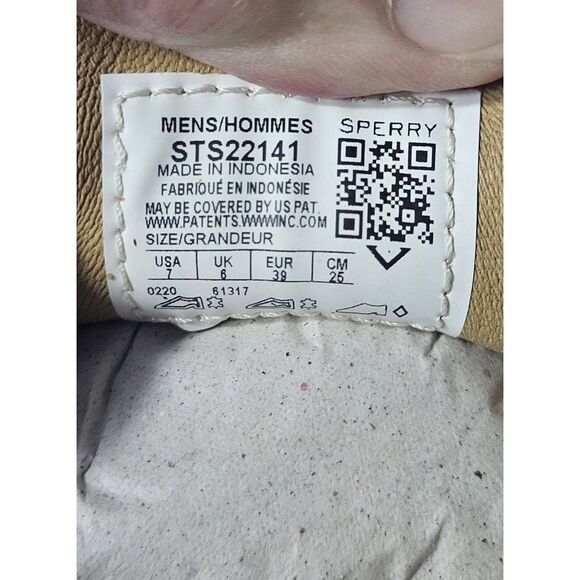 MENS/HOMMES SPERRY
STS22141
MADE IN INDONESIA
FABRIQUÉ EN INDONÉSIE
MAY BE COVERED BY US PAT.
WWW.PATENTS.WWWINC.COM
SIZE/GRANDEUR
USA UK EUR CM
7 6 39 25
0220 61317